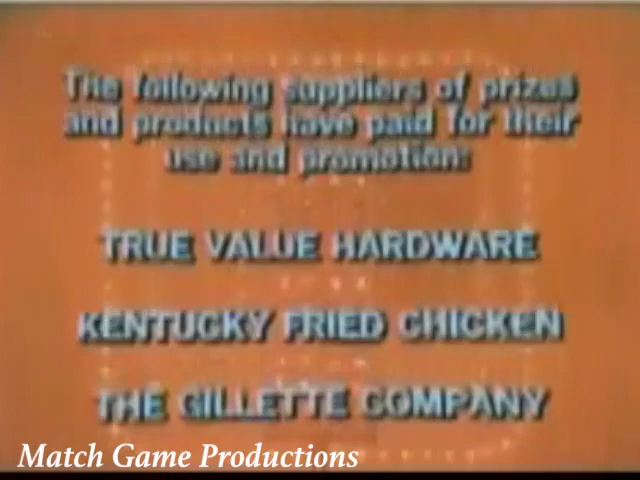 The following suppliers of prizes
and products have paid for their
use and promotion:
TRUE VALUE HARDWARE
KENTUCKY FRIED CHICKEN
THE GILLETTE COMPANY
Match Game Productions